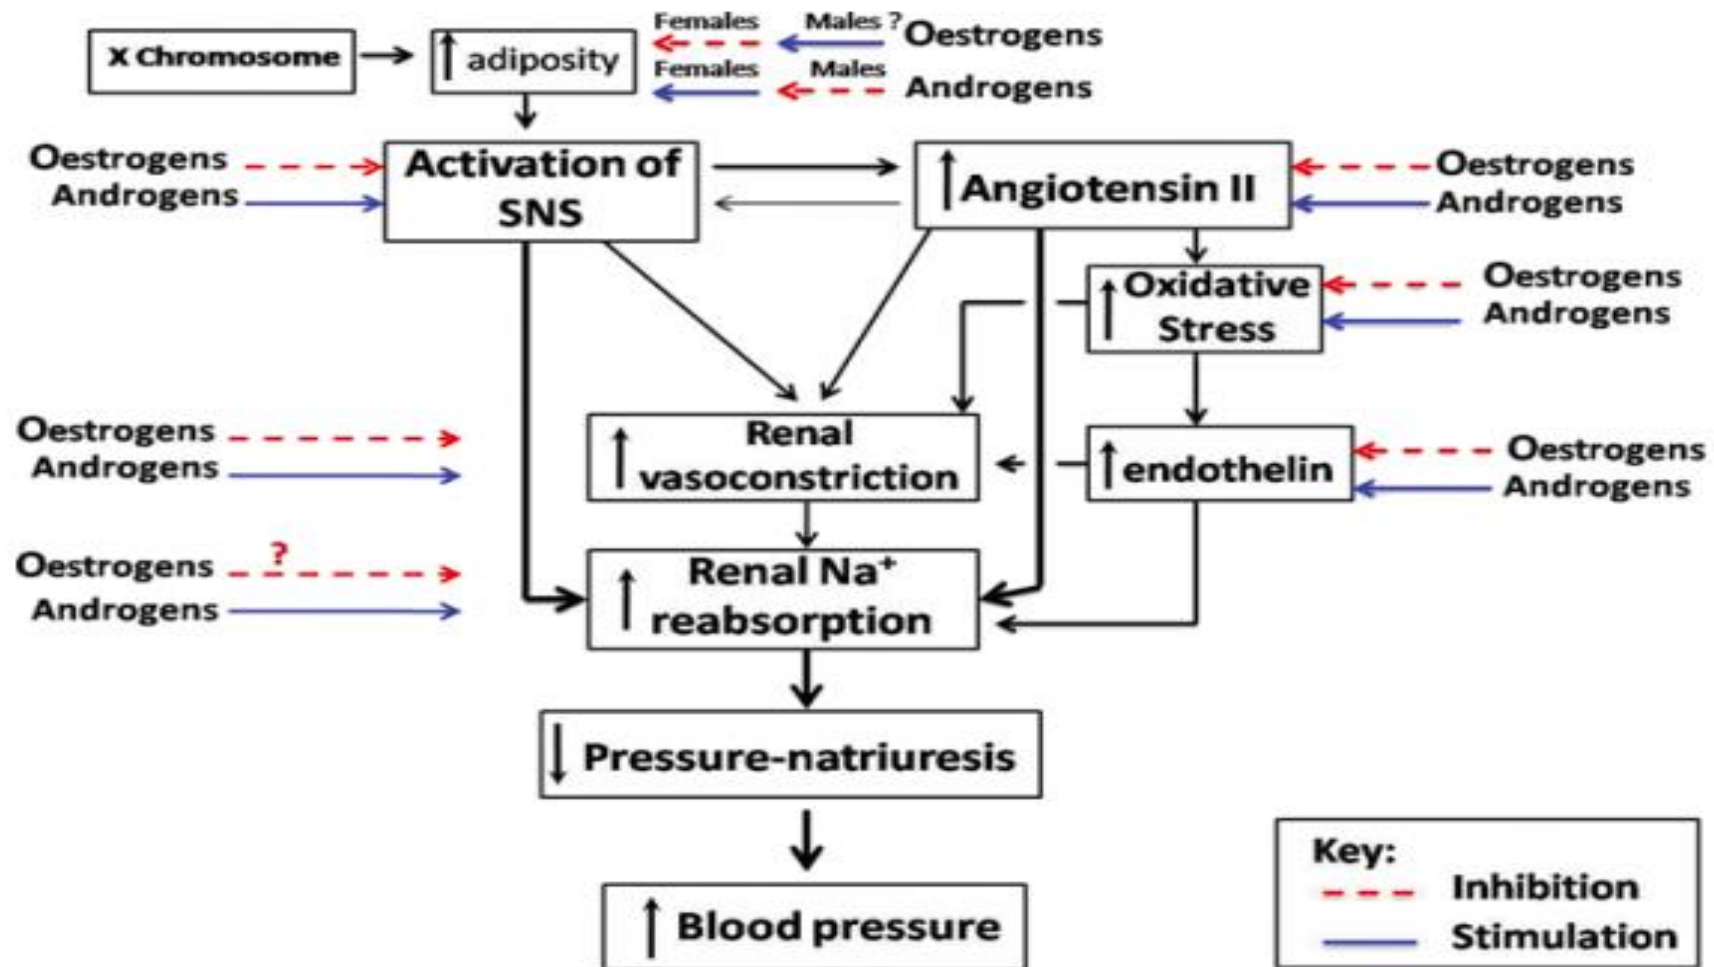 Females Males ? Oestrogens
X Chromosome
↑ adiposity
Females Males Androgens
Oestrogens
Androgens
Activation of
SNS
↑ Angiotensin II
Oestrogens
Androgens
↑ Oxidative
Stress
Oestrogens
Androgens
Oestrogens
Androgens
↑ Renal
vasoconstriction
↑ endothelin
Oestrogens
Androgens
Oestrogens ?
Androgens
↑ Renal Na⁺
reabsorption
↓ Pressure-natriuresis
↑ Blood pressure
Key:
Inhibition
Stimulation